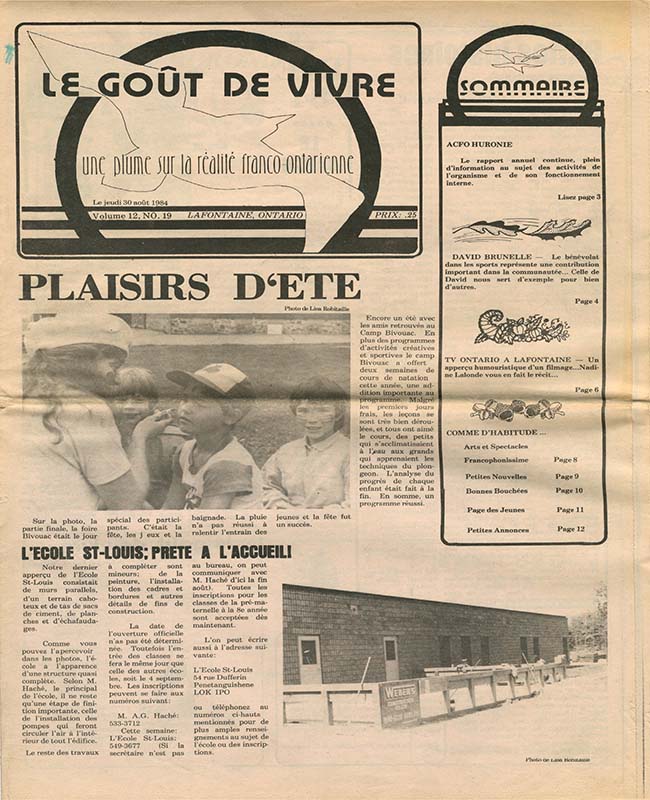 LE GOÛT DE VIVRE
une plume sur la réalité franco-ontarienne
Le jeudi 30 août 1984
Volume 12, NO. 19 LAFONTAINE, ONTARIO PRIX: .25
SOMMAIRE
ACFO HURONIE
Le rapport annuel continue, plein
d'information au sujet des activités de
l'organisme et de son fonctionnement
interne.
Lisez page 3
DAVID BRUNELLE — Le bénévolat
dans les sports représente une contribution
important dans la communautée... Celle de
David nous sert d'exemple pour bien
d'autres.
Page 4
TV ONTARIO A LAFONTAINE — Un
apperçu humouristique d'un filmage...Nadi-
ne Lalonde vous en fait le récit...
Page 6
COMME D'HABITUDE ...
Arts et Spectacles
Francophonissime Page 8
Petites Nouvelles Page 9
Bonnes Bouchées Page 10
Page des Jeunes Page 11
Petites Annonces Page 12
PLAISIRS D'ETE
Photo de Lisa Robitaille
Encore un été avec
les amis retrouvés au
Camp Bivouac. En
plus des programmes
d'activités créatives
et sportives le camp
Bivouac a offert
deux semaines de
cours de natation
cette année, une ad-
dition importante au
programme. Malgré
les premiers jours
frais, les leçons se
sont très bien dérou-
lées, et tous ont aimé
le cours, des petits
qui s'acclimatisaient
à l'eau aux grands
qui apprenaient les
techniques du plon-
geon. L'analyse du
progrès de chaque
enfant était fait à la
fin. En somme, un
programme réussi.
Sur la photo, la
partie finale, la foire
Bivouac était le jour
spécial des partici-
pants. C'était la
fête, les j eux et la
baignade. La pluie
n'a pas réussi à
ralentir l'entrain des
jeunes et la fête fut
un succès.
L'ECOLE ST-LOUIS; PRETE A L'ACCUEIL!
Notre dernier
apperçu de l'Ecole
St-Louis consistait
de murs parallels,
d'un terrain caho-
teux et de tas de sacs
de ciment, de plan-
ches et d'échafauda-
ges.
Comme vous
pouvez l'apercevoir
dans les photos, l'é-
cole a l'apparence
d'une structure quasi
complète. Selon M.
Haché, le principal
de l'école, il ne reste
qu'une étape de fini-
tion importante, celle
de l'installation des
pompes qui feront
circuler l'air à l'inté-
rieur de tout l'édifice.
Le reste des travaux
à complèter sont
mineurs; de la
peinture, l'installa-
tion des cadres et
bordures et autres
détails de fins de
construction.
La date de
l'ouverture officielle
n'as pas été détermi-
née. Toutefois l'en-
trée des classes se
fera le même jour que
celle des autres éco-
les, soit le 4 septem-
bre. Les inscriptions
peuvent se faire aux
numéros suivant:
M. A.G. Haché:
533-3712
Cette semaine:
L'Ecole St-Louis:
549-3677 (Si la
secrétaire n'est pas
au bureau, on peut
communiquer avec
M. Haché d'ici la fin
août). Toutes les
inscriptions pour les
classes de la pré-ma-
ternelle à la 8e année
sont acceptées dès
maintenant.
L'on peut écrire
aussi à l'adresse sui-
vante:
L'Ecole St-Louis
54 rue Dufferin
Penetanguishene
LOK 1PO
ou téléphonez au
numéros ci-hauts
mentionnés pour de
plus amples rensei-
gnements au sujet de
l'école ou des inscrip-
tions.
WEBER'S
Photo de Lisa Robitaille